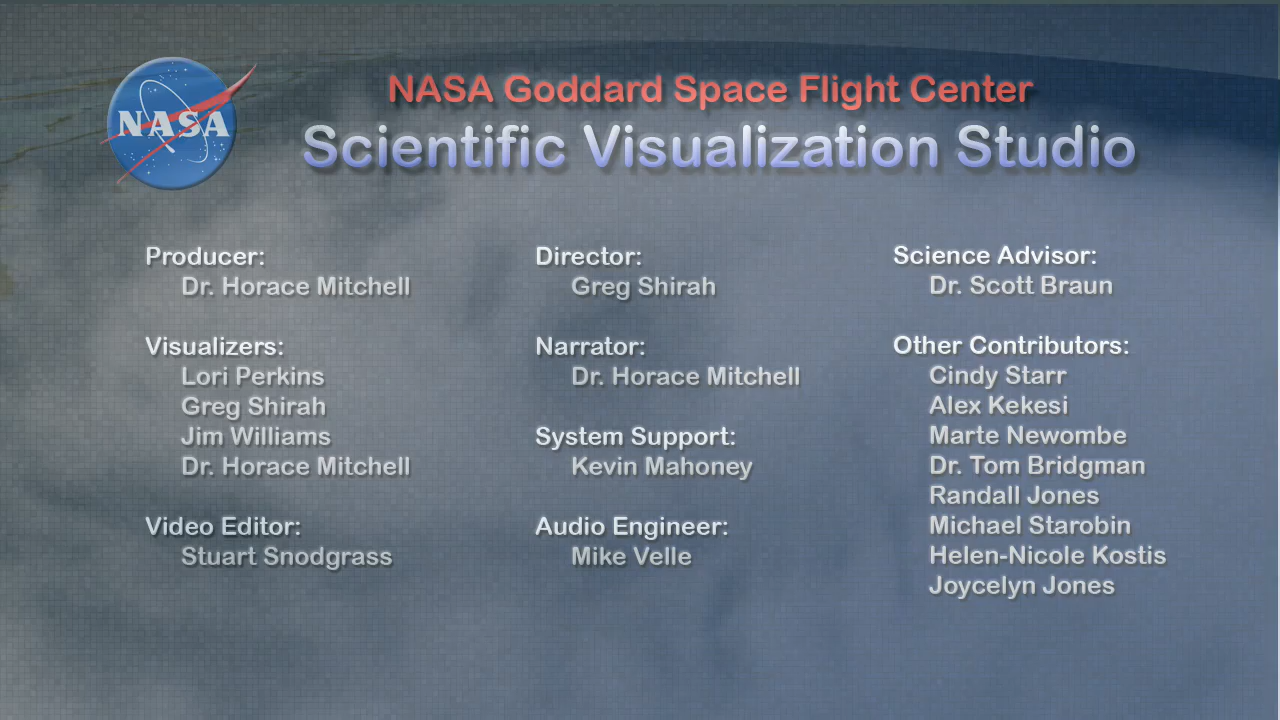 NASA
NASA Goddard Space Flight Center
Scientific Visualization Studio
Producer:
Dr. Horace Mitchell
Visualizers:
Lori Perkins
Greg Shirah
Jim Williams
Dr. Horace Mitchell
Video Editor:
Stuart Snodgrass
Director:
Greg Shirah
Narrator:
Dr. Horace Mitchell
System Support:
Kevin Mahoney
Audio Engineer:
Mike Velle
Science Advisor:
Dr. Scott Braun
Other Contributors:
Cindy Starr
Alex Kekesi
Marte Newombe
Dr. Tom Bridgman
Randall Jones
Michael Starobin
Helen-Nicole Kostis
Joycelyn Jones